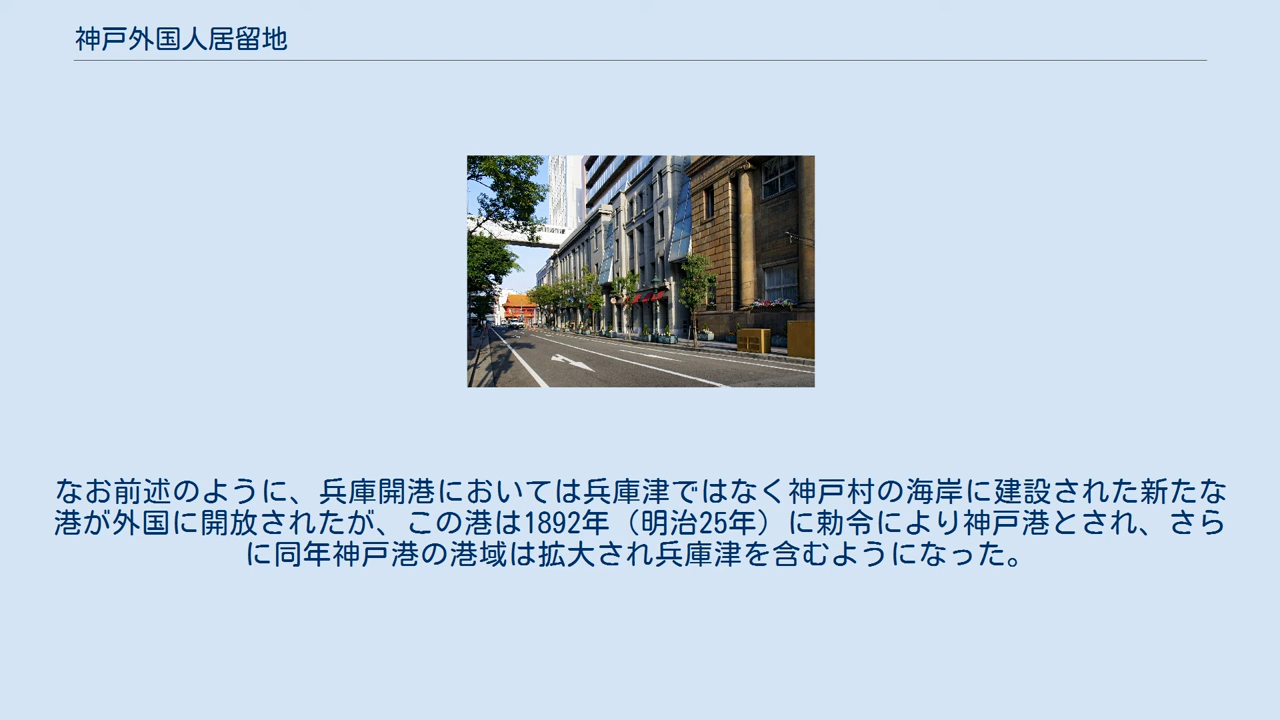 神戸外国人居留地
なお前述のように、兵庫開港においては兵庫津ではなく神戸村の海岸に建設された新たな
港が外国に開放されたが、この港は1892年（明治25年）に勅令により神戸港とされ、さら
に同年神戸港の港域は拡大され兵庫津を含むようになった。